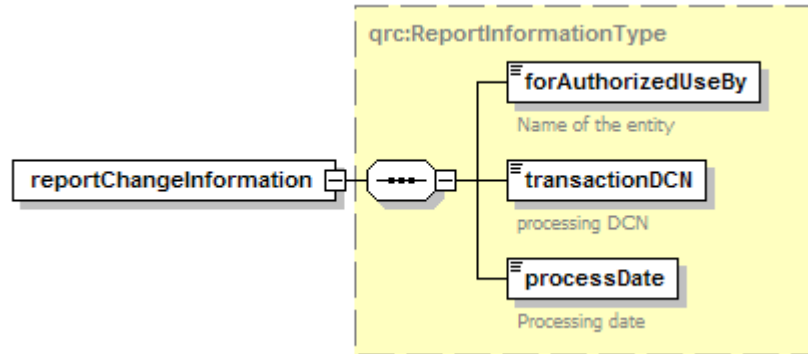 qrc:ReportInformationType
forAuthorizedUseBy
Name of the entity
reportChangeInformation
transactionDCN
processing DCN
processDate
Processing date